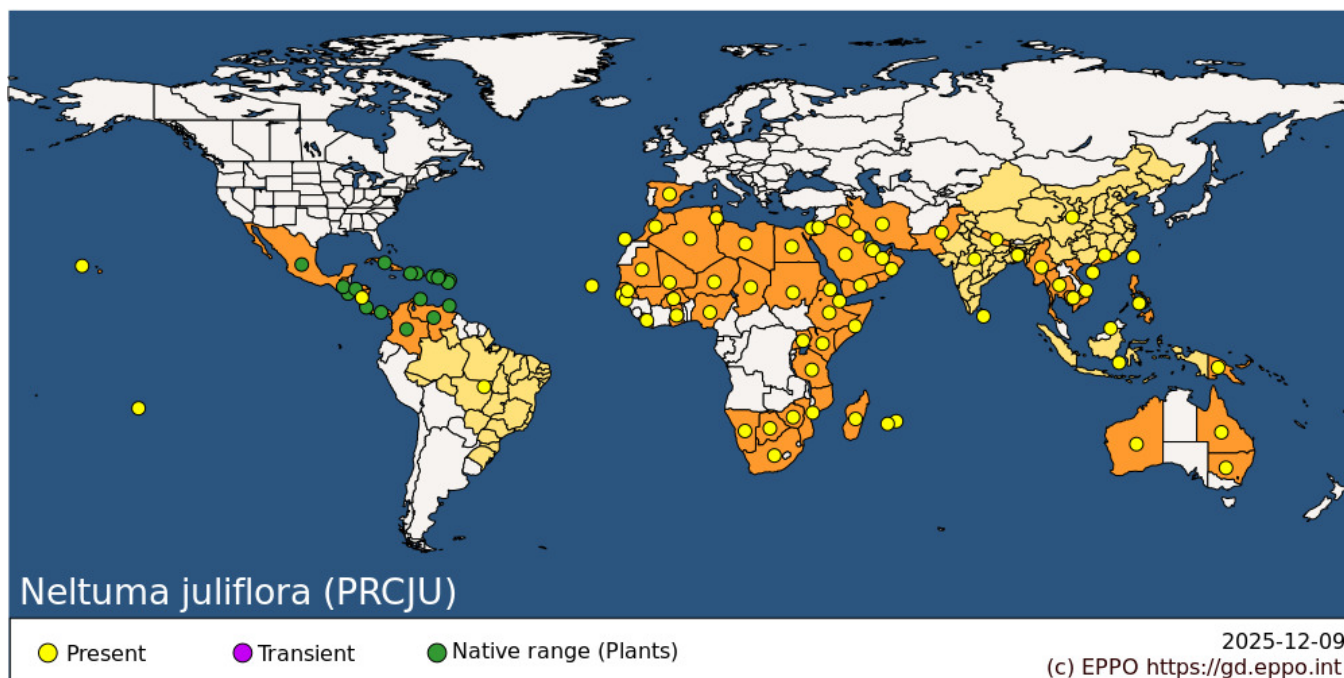 Neltuma juliflora (PRCJU)
Present
Transient
Native range (Plants)
2025-12-09
(c) EPPO https://gd.eppo.int